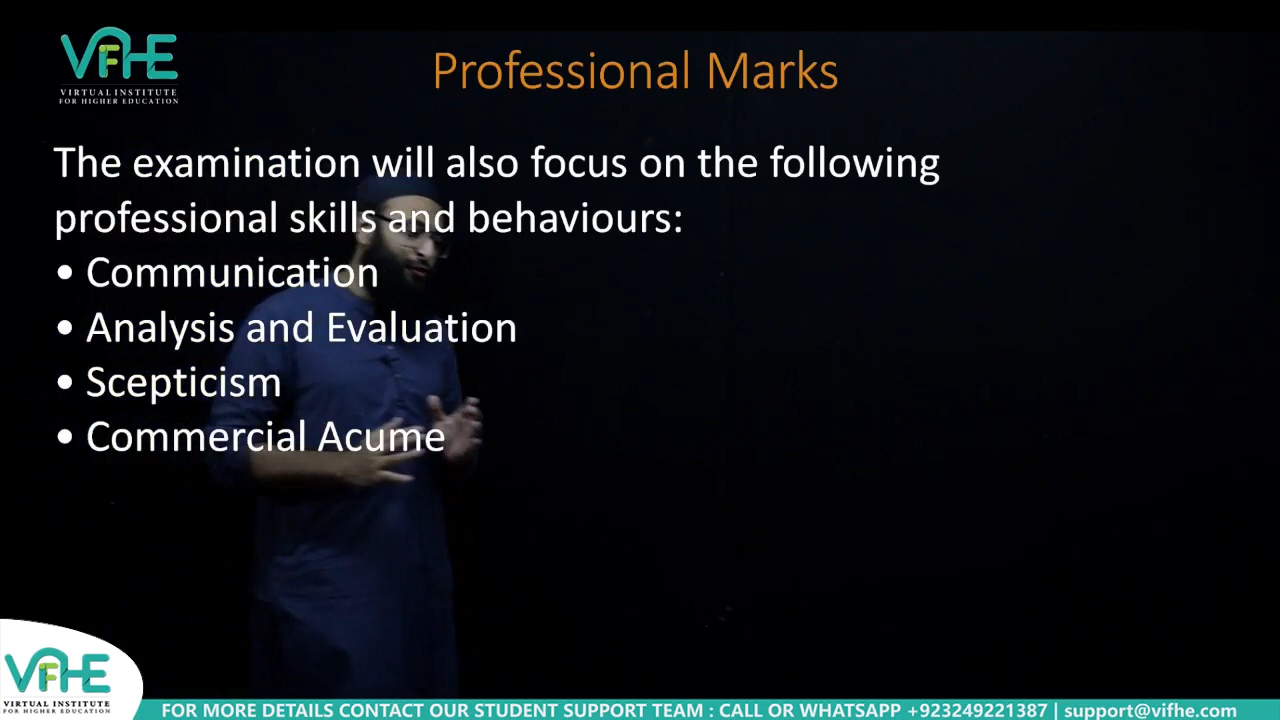 VIFHE
VIRTUAL INSTITUTE
FOR HIGHER EDUCATION
Professional Marks
The examination will also focus on the following
professional skills and behaviours:
• Communication
• Analysis and Evaluation
• Scepticism
• Commercial Acume
VIFHE
VIRTUAL INSTITUTE
FOR HIGHER EDUCATION
FOR MORE DETAILS CONTACT OUR STUDENT SUPPORT TEAM : CALL OR WHATSAPP +923249221387 | support@vifhe.com